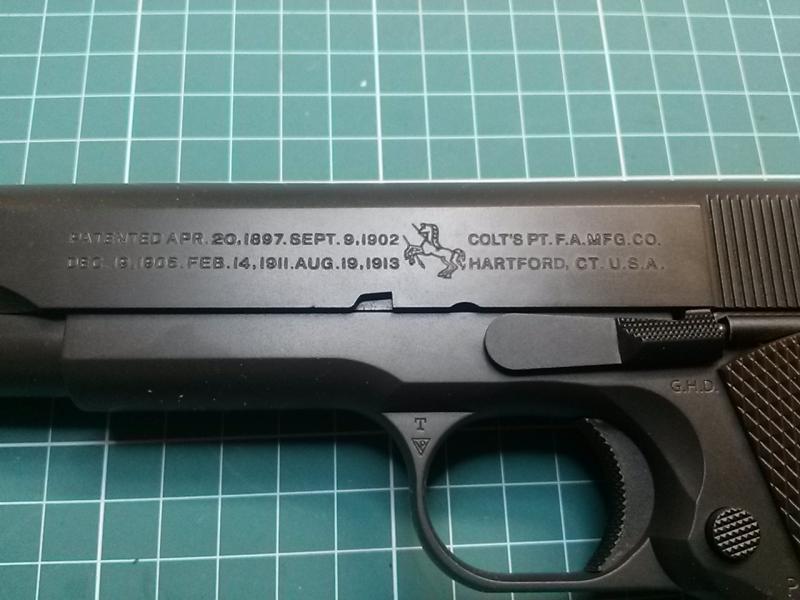 PATENTED APR. 20, 1897. SEPT. 9, 1902
DEC. 19, 1905. FEB. 14, 1911. AUG. 19, 1913
COLT'S PT. F.A. MFG. CO.
HARTFORD, CT. U.S.A.
G.H.D.
T
VP
P